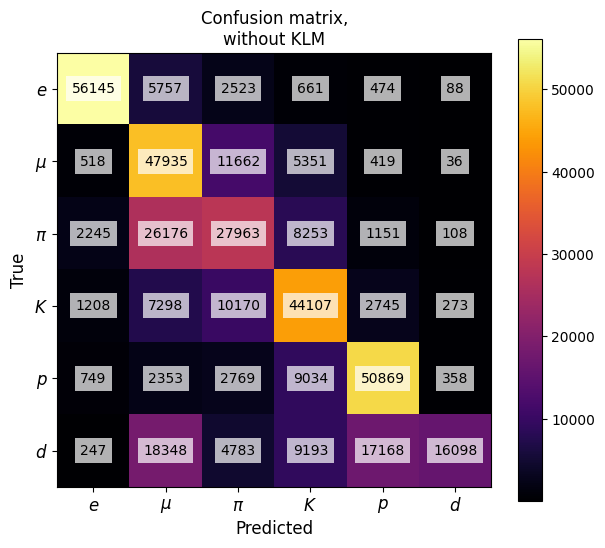 Confusion matrix,
without KLM
True
e 56145 5757 2523 661 474 88
μ 518 47935 11662 5351 419 36
π 2245 26176 27963 8253 1151 108
K 1208 7298 10170 44107 2745 273
p 749 2353 2769 9034 50869 358
d 247 18348 4783 9193 17168 16098
e μ π K p d
Predicted
50000
40000
30000
20000
10000